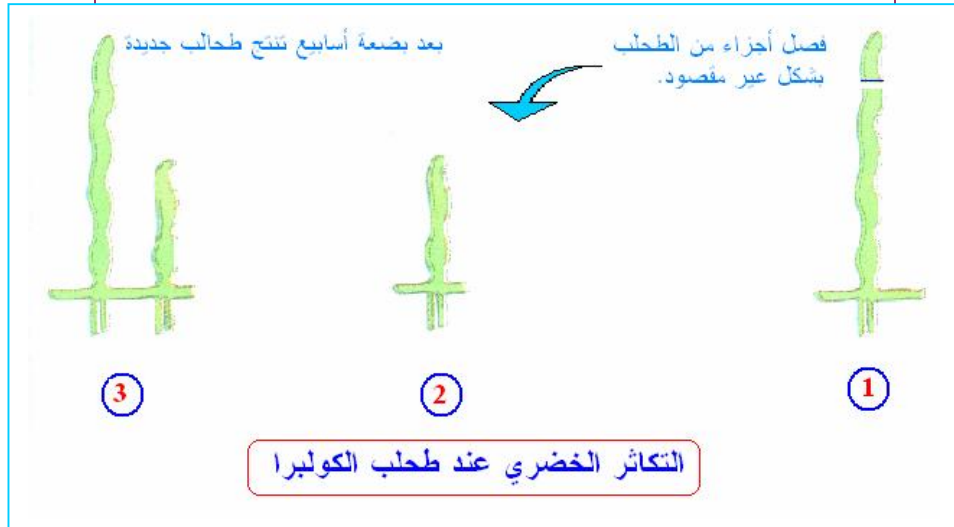 فصل أجزاء من الطحلب
بشكل عير مقصود.
بعد بضعة أسابيع تنتج طحالب جديدة
1
2
3
التكاثر الخضري عند طحلب الكولبرا